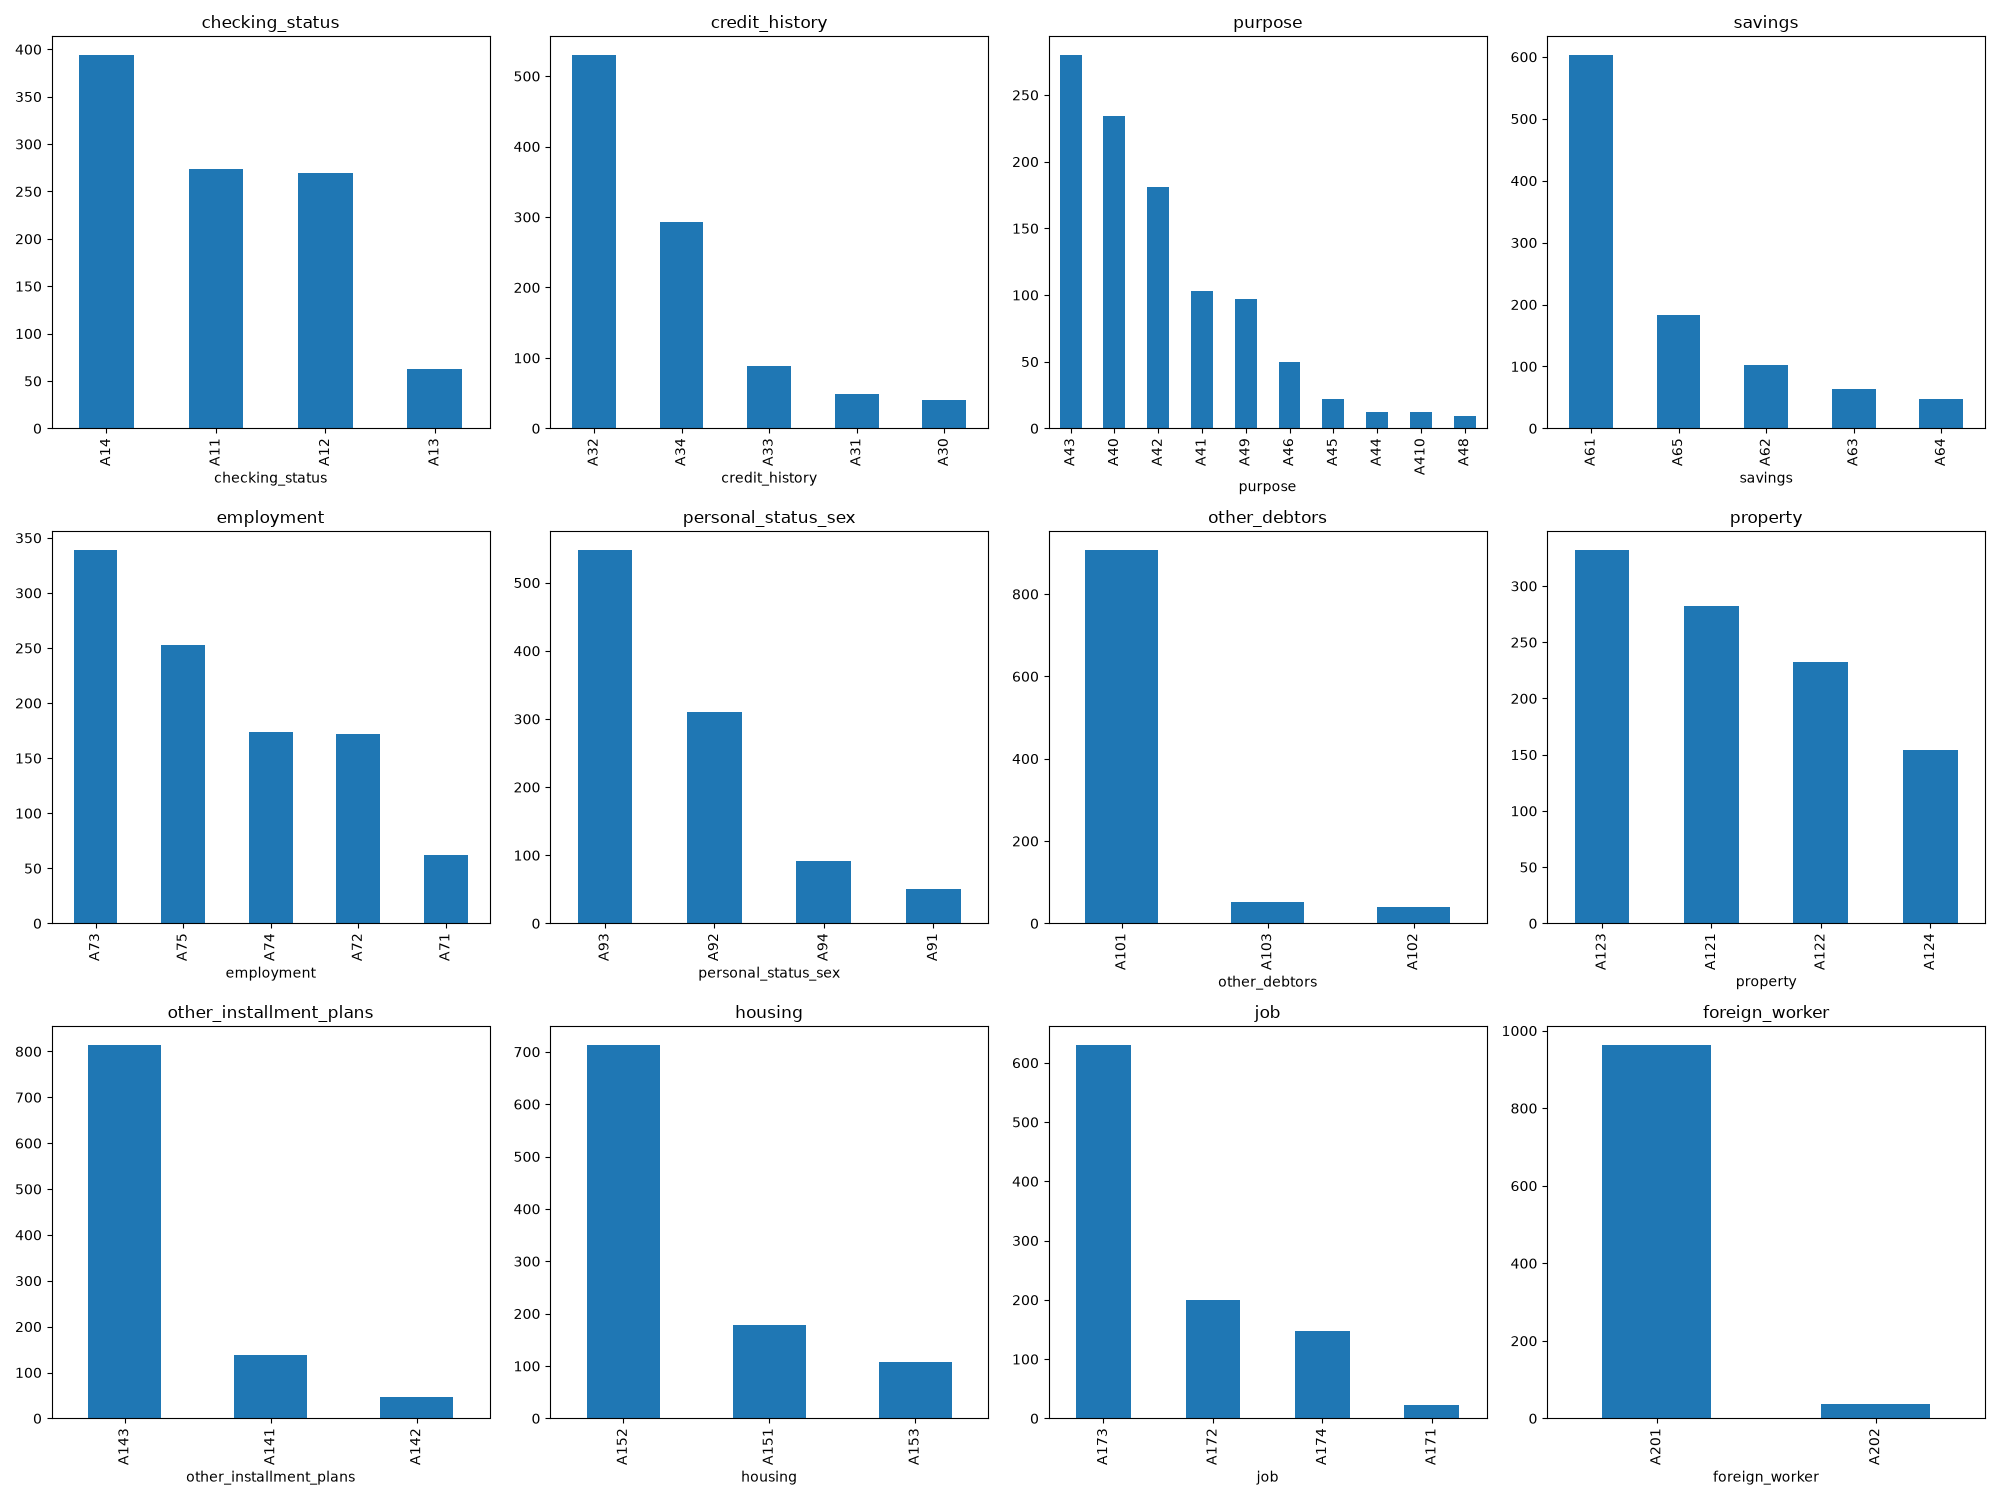 checking_status
400
350
300
250
200
150
100
50
0
A14
A11
A12
A13
checking_status
credit_history
500
400
300
200
100
0
A32
A34
A33
A31
A30
credit_history
purpose
250
200
150
100
50
0
A43
A40
A42
A41
A49
A46
A45
A44
A410
A48
purpose
savings
600
500
400
300
200
100
0
A61
A65
A62
A63
A64
savings
employment
350
300
250
200
150
100
50
0
A73
A75
A74
A72
A71
employment
personal_status_sex
500
400
300
200
100
0
A93
A92
A94
A91
personal_status_sex
other_debtors
800
600
400
200
0
A101
A103
A102
other_debtors
property
300
250
200
150
100
50
0
A123
A121
A122
A124
property
other_installment_plans
800
700
600
500
400
300
200
100
0
A143
A141
A142
other_installment_plans
housing
700
600
500
400
300
200
100
0
A152
A151
A153
housing
job
600
500
400
300
200
100
0
A173
A172
A174
A171
job
foreign_worker
1000
800
600
400
200
0
A201
A202
foreign_worker